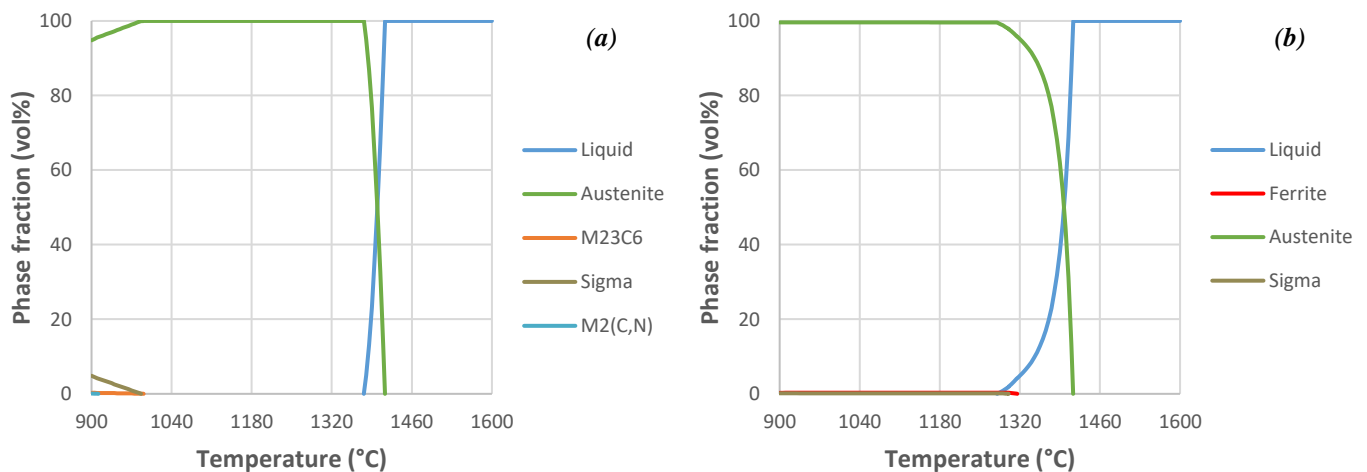 100
80
60
40
20
0
900 1040 1180 1320 1460 1600
Phase fraction (vol%)
Temperature (°C)
(a)
Liquid
Austenite
M23C6
Sigma
M2(C,N)
100
80
60
40
20
0
900 1040 1180 1320 1460 1600
Phase fraction (vol%)
Temperature (°C)
(b)
Liquid
Ferrite
Austenite
Sigma